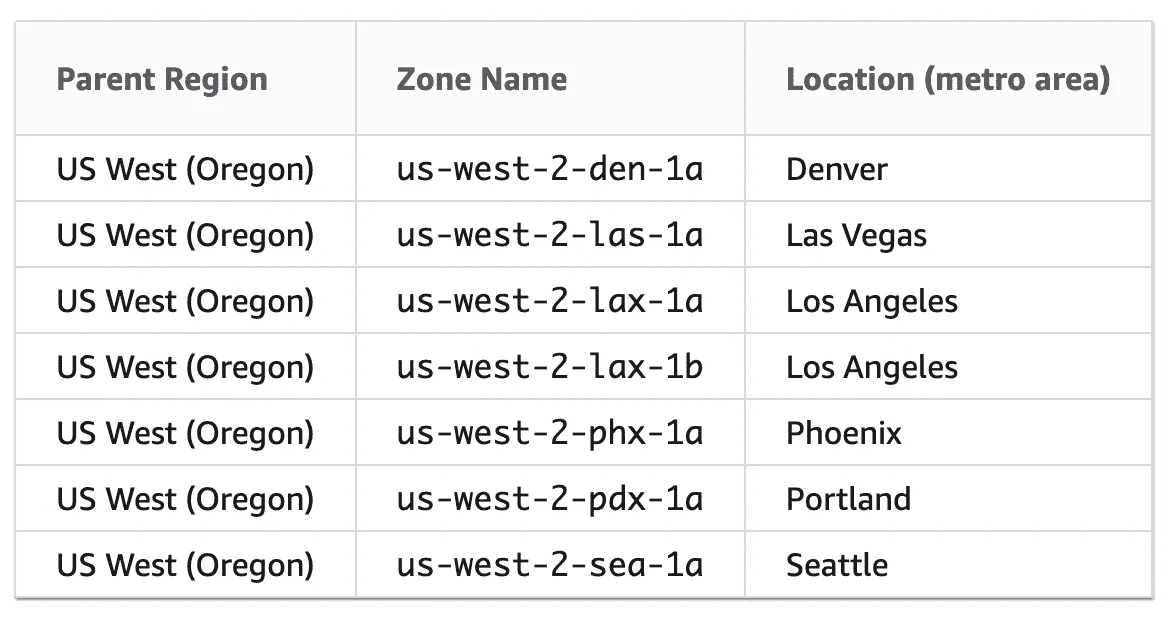 Parent Region Zone Name Location (metro area)
US West (Oregon) us-west-2-den-1a Denver
US West (Oregon) us-west-2-las-1a Las Vegas
US West (Oregon) us-west-2-lax-1a Los Angeles
US West (Oregon) us-west-2-lax-1b Los Angeles
US West (Oregon) us-west-2-phx-1a Phoenix
US West (Oregon) us-west-2-pdx-1a Portland
US West (Oregon) us-west-2-sea-1a Seattle